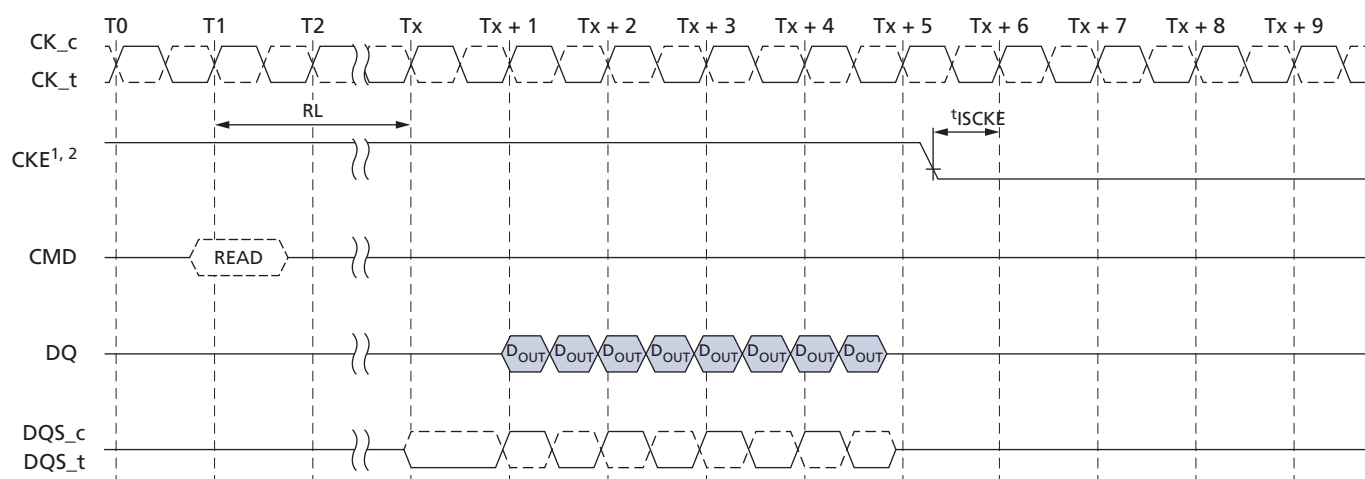 T0 T1 T2 Tx Tx + 1 Tx + 2 Tx + 3 Tx + 4 Tx + 5 Tx + 6 Tx + 7 Tx + 8 Tx + 9
CK_c
CK_t
RL
tISCKE
CKE1, 2
CMD
READ
DQ
DOUT DOUT DOUT DOUT DOUT DOUT DOUT DOUT
DQS_c
DQS_t